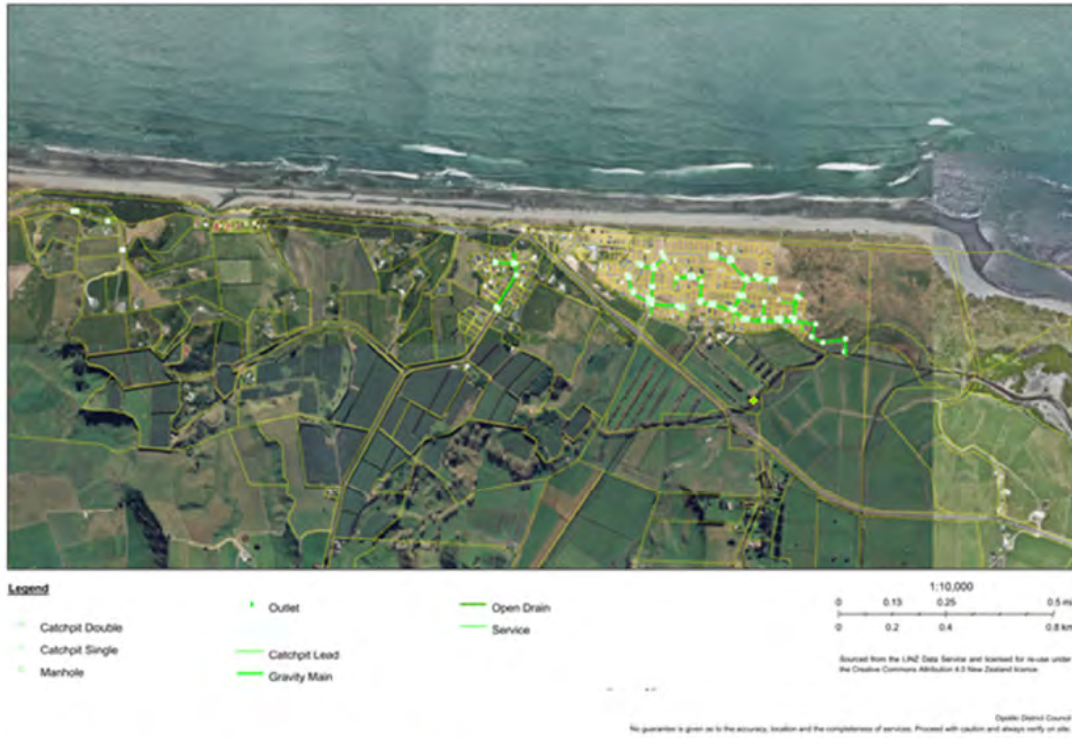 Legend
Catchpit Double
Catchpit Single
Manhole
Outlet
Catchpit Lead
Gravity Main
Open Drain
Service
1:10,000
0 0.13 0.25 0.5 mi
0 0.2 0.4 0.8 km
Sourced from the LINZ Data Service and licensed for re-use under
the Creative Commons Attribution 4.0 New Zealand licence.
Opotiki District Council
No guarantee is given as to the accuracy, location and the completeness of services. Proceed with caution and always verify on site.